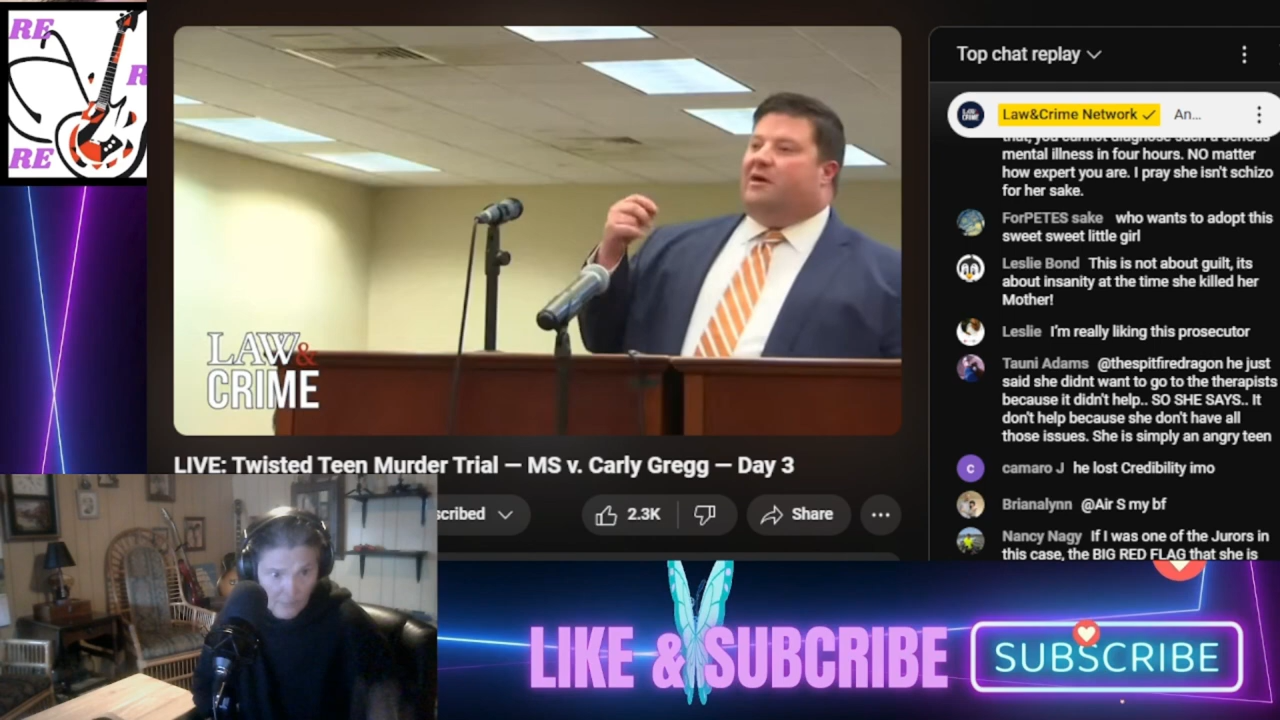 RE
R
RE
LAW&
CRIME
LIVE: Twisted Teen Murder Trial — MS v. Carly Gregg — Day 3
scribed
2.3K
Share
Top chat replay
Law&Crime Network
An...
that, you cannot diagnose such a serious
mental illness in four hours. NO matter
how expert you are. I pray she isn't schizo
for her sake.
ForPETES sake who wants to adopt this
sweet sweet little girl
Leslie Bond This is not about guilt, its
about insanity at the time she killed her
Mother!
Leslie I'm really liking this prosecutor
Tauni Adams @thespitfiredragon he just
said she didnt want to go to the therapists
because it didn't help.. SO SHE SAYS.. It
don't help because she don't have all
those issues. She is simply an angry teen
C
camaro J he lost Credibility imo
Brianalynn @Air S my bf
Nancy Nagy If I was one of the Jurors in
this case, the BIG RED FLAG that she is
LIKE & SUBCRIBE
SUBSCRIBE